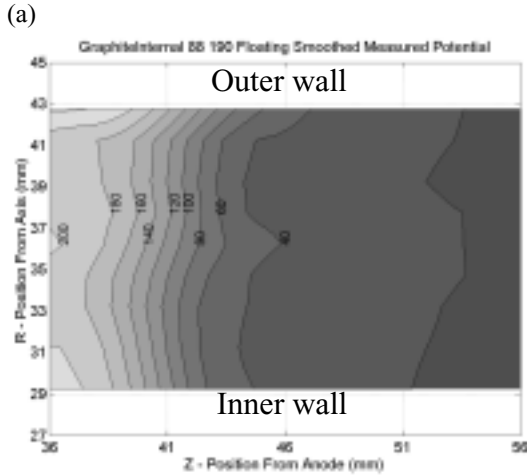 (a)
GraphiteInternal 88 190 Floating Smoothed Measured Potential
45
Outer wall
43
41
39
37
35
33
31
29
27
R - Position From Axis (mm)
200
180
160
140
120
100
80
60
40
Inner wall
36 41 46 51 56
Z - Position From Anode (mm)